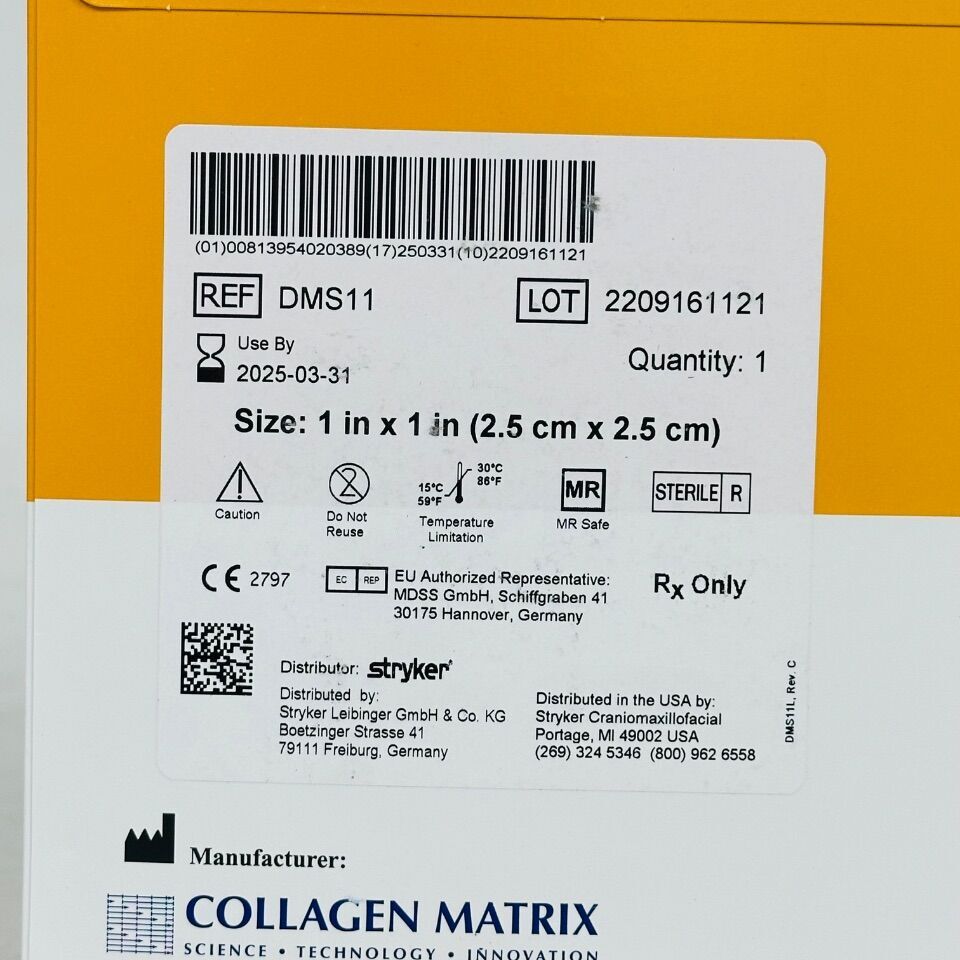 (01)00813954020389(17)250331(10)2209161121
REF DMS11 LOT 2209161121
Use By
2025-03-31
Quantity: 1
Size: 1 in x 1 in (2.5 cm x 2.5 cm)
Caution
Do Not
Reuse
15°C
59°F
30°C
86°F
Temperature
Limitation
MR
MR Safe
STERILE R
CE 2797
EC REP
EU Authorized Representative:
MDSS GmbH, Schiffgraben 41
30175 Hannover, Germany
Rx Only
Distributor: stryker®
Distributed by:
Stryker Leibinger GmbH & Co. KG
Boetzinger Strasse 41
79111 Freiburg, Germany
Distributed in the USA by:
Stryker Craniomaxillofacial
Portage, MI 49002 USA
(269) 324 5346 (800) 962 6558
DMS11L, Rev. C
Manufacturer:
COLLAGEN MATRIX
SCIENCE • TECHNOLOGY • INNOVATION